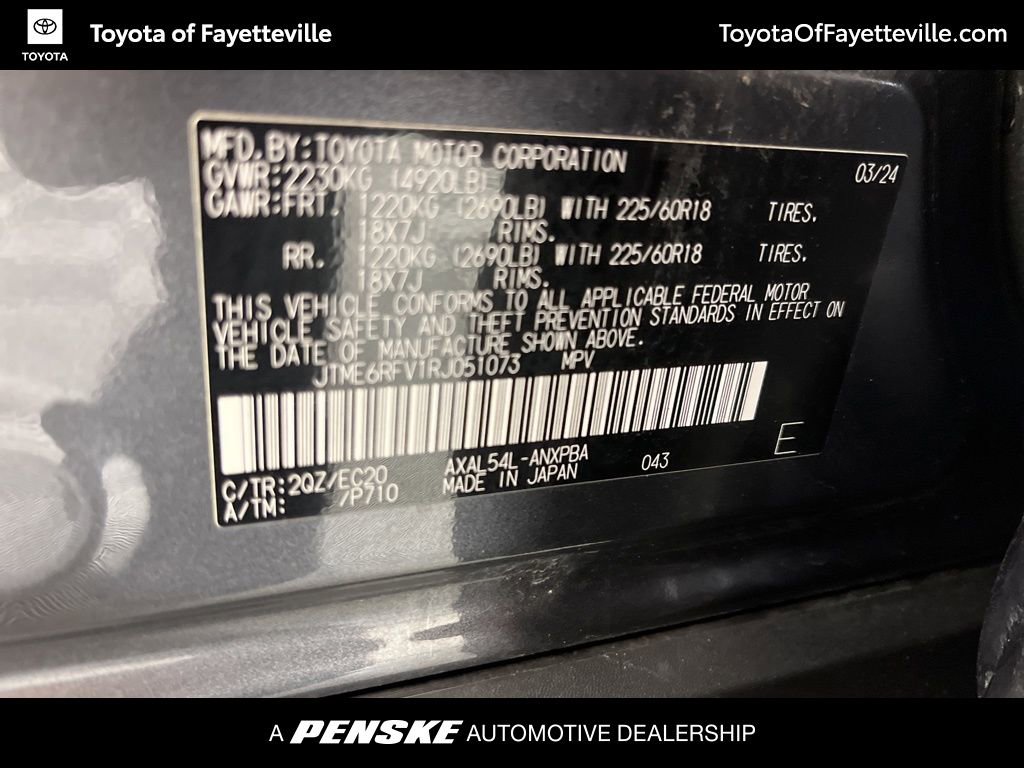 TOYOTA
Toyota of Fayetteville
ToyotaOfFayetteville.com
MFD. BY: TOYOTA MOTOR CORPORATION
03/24
GVWR: 2230KG (4920LB)
GAWR: FRT. 1220KG (2690LB) WITH 225/60R18 TIRES.
18X7J RIMS.
RR. 1220KG (2690LB) WITH 225/60R18 TIRES.
18X7J RIMS.
THIS VEHICLE CONFORMS TO ALL APPLICABLE FEDERAL MOTOR
VEHICLE SAFETY AND THEFT PREVENTION STANDARDS IN EFFECT ON
THE DATE OF MANUFACTURE SHOWN ABOVE.
JTME6RFV1RJ051073 MPV
C/TR: 2QZ/EC20 AXAL54L-ANXPBA 043 E
A/TM: /P710 MADE IN JAPAN
A PENSKE AUTOMOTIVE DEALERSHIP